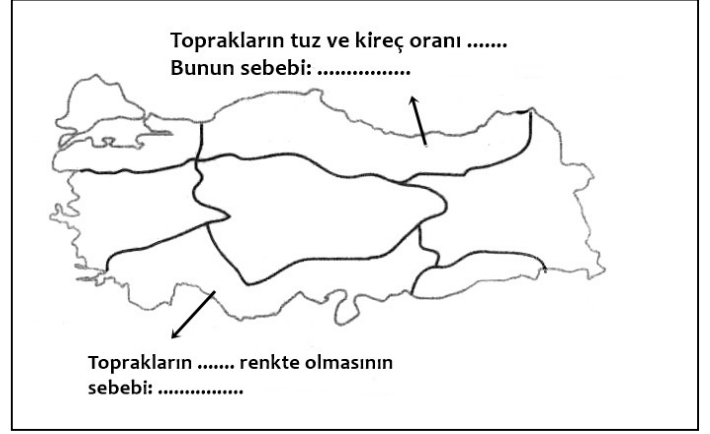 Toprakların tuz ve kireç oranı .......
Bunun sebebi: ................
Toprakların ....... renkte olmasının
sebebi: ................